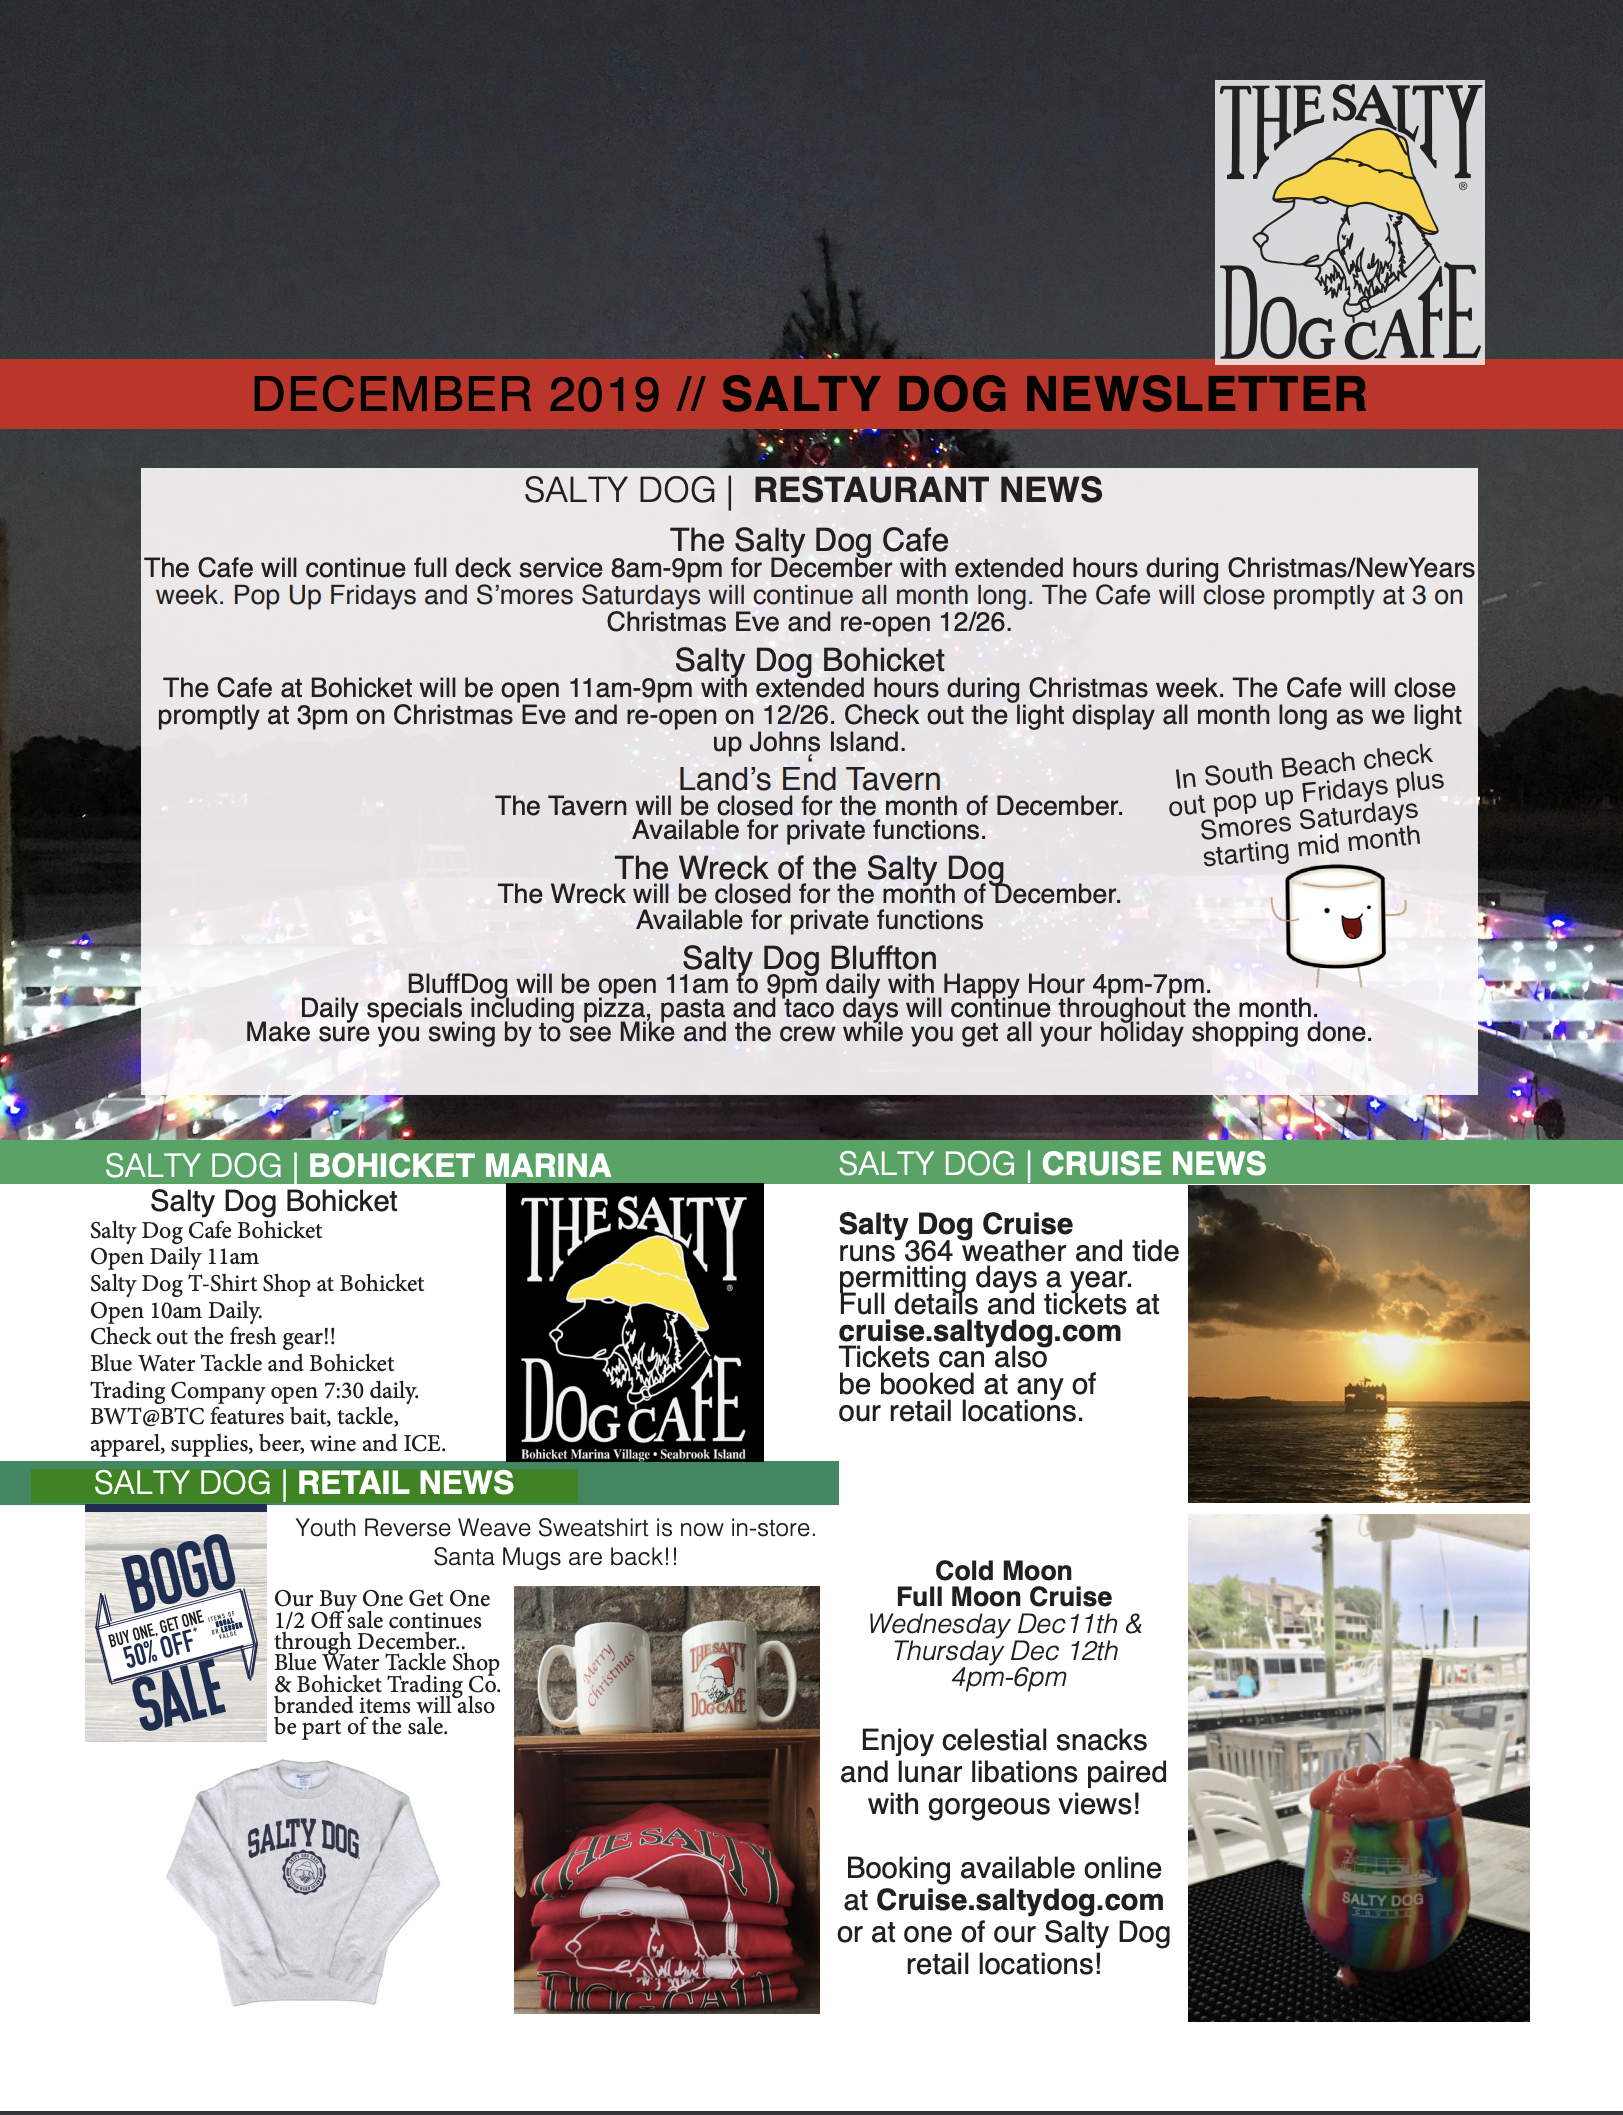 THE SALTY
DOG CAFE
®
DECEMBER 2019 // SALTY DOG NEWSLETTER
SALTY DOG | RESTAURANT NEWS
The Salty Dog Cafe
The Cafe will continue full deck service 8am-9pm for December with extended hours during Christmas/NewYears
week. Pop Up Fridays and S’mores Saturdays will continue all month long. The Cafe will close promptly at 3 on
Christmas Eve and re-open 12/26.
Salty Dog Bohicket
The Cafe at Bohicket will be open 11am-9pm with extended hours during Christmas week. The Cafe will close
promptly at 3pm on Christmas Eve and re-open on 12/26. Check out the light display all month long as we light
up Johns Island.
‘
Land’s End Tavern
The Tavern will be closed for the month of December.
Available for private functions.
In South Beach check
out pop up Fridays plus
Smores Saturdays
starting mid month
The Wreck of the Salty Dog
The Wreck will be closed for the month of December.
Available for private functions
Salty Dog Bluffton
BluffDog will be open 11am to 9pm daily with Happy Hour 4pm-7pm.
Daily specials including pizza, pasta and taco days will continue throughout the month.
Make sure you swing by to see Mike and the crew while you get all your holiday shopping done.
SALTY DOG | BOHICKET MARINA
Salty Dog Bohicket
Salty Dog Cafe Bohicket
Open Daily 11am
Salty Dog T-Shirt Shop at Bohicket
Open 10am Daily.
Check out the fresh gear!!
Blue Water Tackle and Bohicket
Trading Company open 7:30 daily.
BWT@BTC features bait, tackle,
apparel, supplies, beer, wine and ICE.
THE SALTY
®
DOG CAFE
Bohicket Marina Village • Seabrook Island
SALTY DOG | RETAIL NEWS
Youth Reverse Weave Sweatshirt is now in-store.
Santa Mugs are back!!
BOGO
BUY ONE, GET ONE
50% OFF*
ITEMS OF
EQUAL
OR LESSER
VALUE
SALE
Our Buy One Get One
1/2 Off sale continues
through December..
Blue Water Tackle Shop
& Bohicket Trading Co.
branded items will also
be part of the sale.
SALTY DOG
Merry
Christmas
THE SALTY
DOG CAFE
THE SALTY
DOG CAFE
SALTY DOG | CRUISE NEWS
Salty Dog Cruise
runs 364 weather and tide
permitting days a year.
Full details and tickets at
cruise.saltydog.com
Tickets can also
be booked at any of
our retail locations.
Cold Moon
Full Moon Cruise
Wednesday Dec11th &
Thursday Dec 12th
4pm-6pm
Enjoy celestial snacks
and lunar libations paired
with gorgeous views!
Booking available online
at Cruise.saltydog.com
or at one of our Salty Dog
retail locations!
SALTY DOG
CRUISE